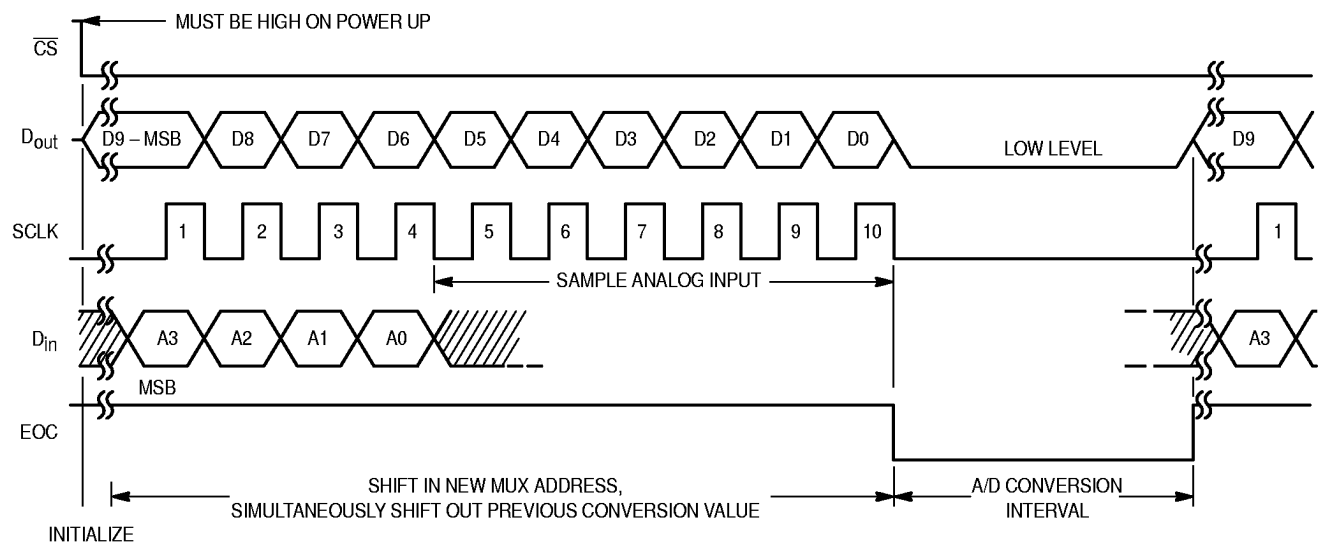 MUST BE HIGH ON POWER UP
CS
Dout
D9 – MSB
D8
D7
D6
D5
D4
D3
D2
D1
D0
LOW LEVEL
D9
SCLK
1
2
3
4
5
6
7
8
9
10
1
SAMPLE ANALOG INPUT
Din
A3
A2
A1
A0
A3
MSB
EOC
SHIFT IN NEW MUX ADDRESS,
SIMULTANEOUSLY SHIFT OUT PREVIOUS CONVERSION VALUE
A/D CONVERSION
INTERVAL
INITIALIZE